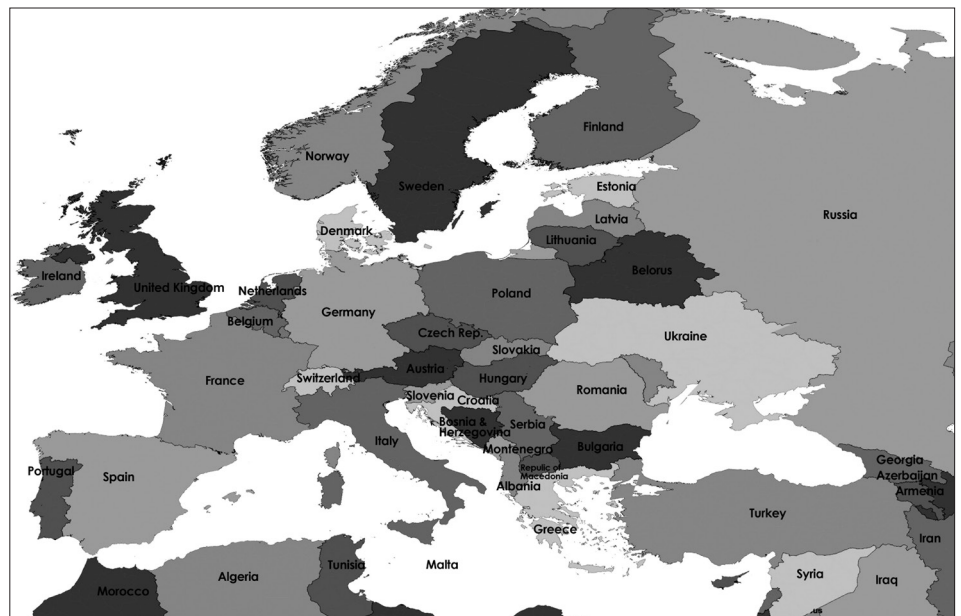 Finland
Norway
Sweden
Estonia
Russia
Latvia
Denmark
Lithuania
Belorus
Ireland
United Kingdom
Netherlands
Poland
Germany
Belgium
Czech Rep.
Ukraine
Slovakia
Austria
France
Switzerland
Hungary
Romania
Slovenia
Croatia
Bosnia &
Herzegovina
Serbia
Italy
Bulgaria
Montenegro
Georgia
Repulic of
Macedonia
Portugal
Spain
Azerbaijan
Albania
Armenia
Turkey
Greece
Iran
Tunisia
Malta
Algeria
Syria
Iraq
Morocco